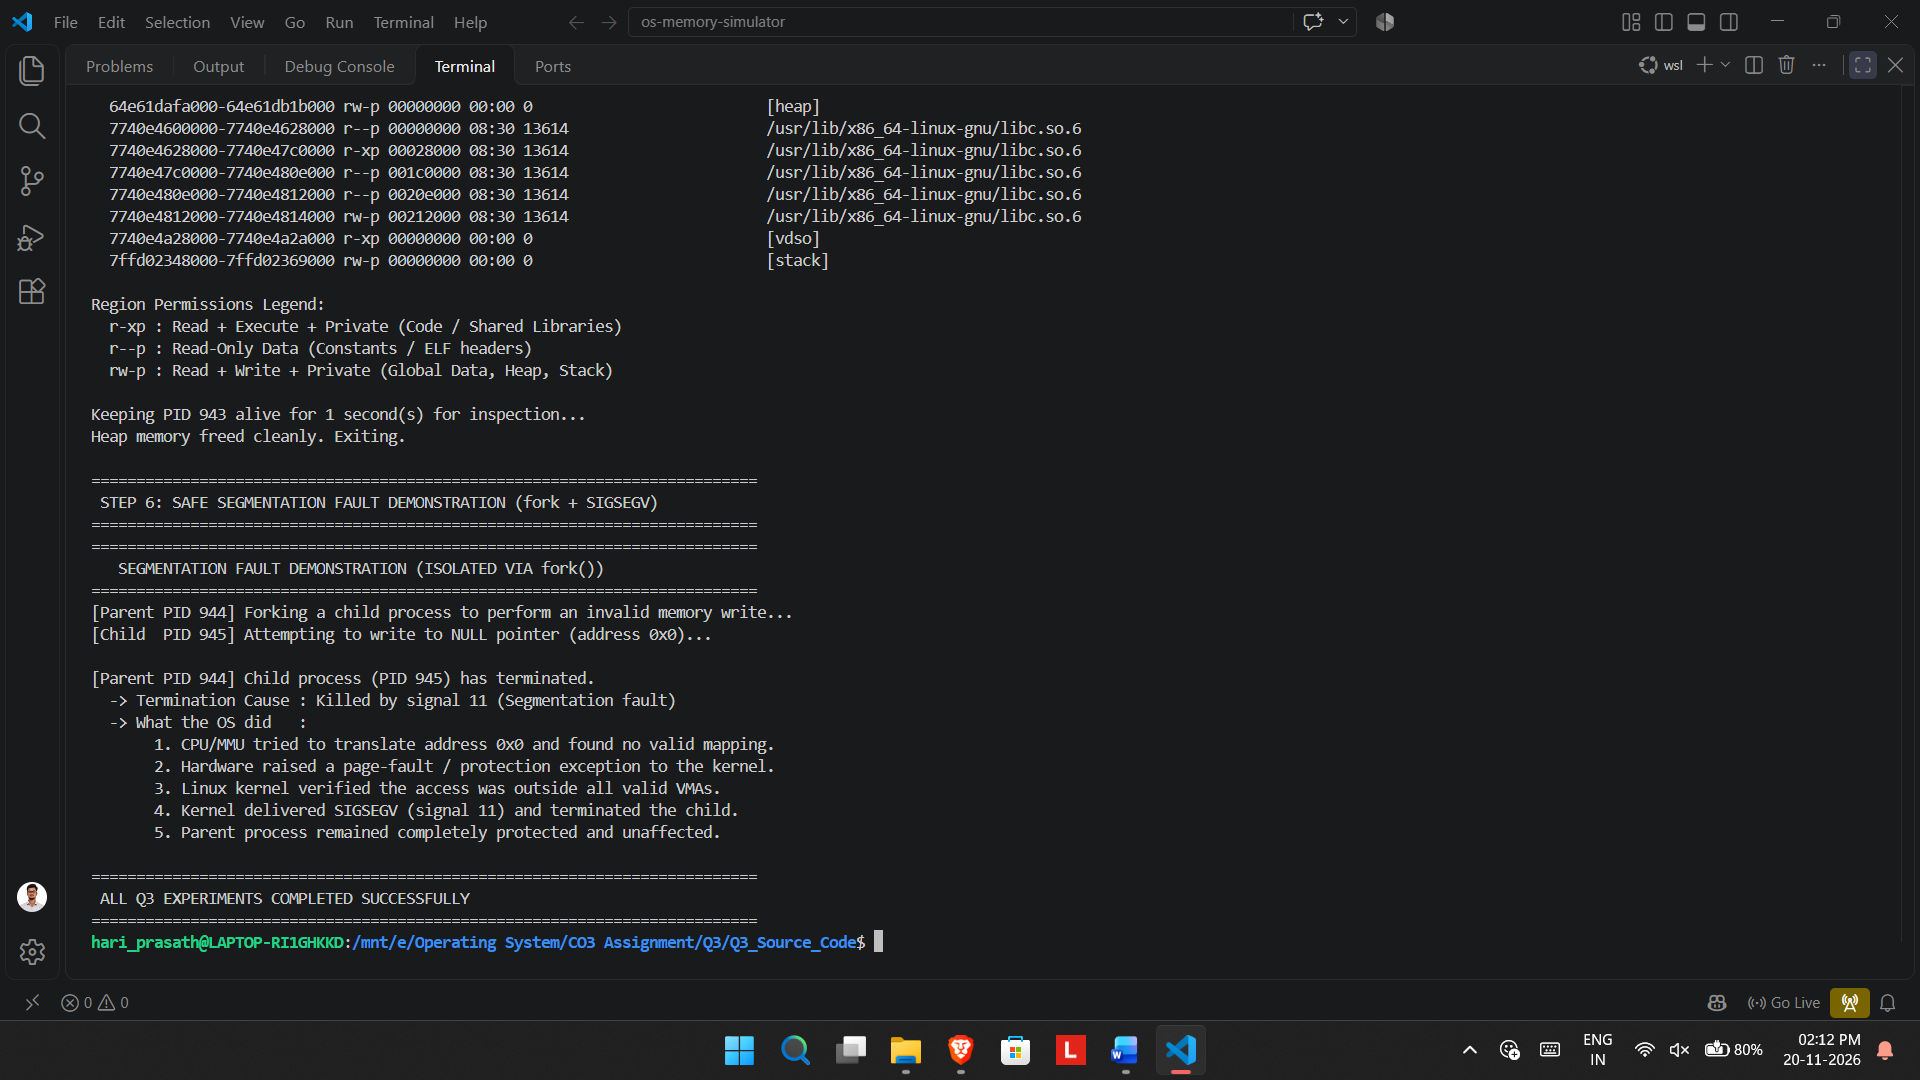 File Edit Selection View Go Run Terminal Help
os-memory-simulator
Problems Output Debug Console Terminal Ports
wsl
64e61dafa000-64e61db1b000 rw-p 00000000 00:00 0 [heap]
7740e4600000-7740e4628000 r--p 00000000 08:30 13614 /usr/lib/x86_64-linux-gnu/libc.so.6
7740e4628000-7740e47c0000 r-xp 00028000 08:30 13614 /usr/lib/x86_64-linux-gnu/libc.so.6
7740e47c0000-7740e480e000 r--p 001c0000 08:30 13614 /usr/lib/x86_64-linux-gnu/libc.so.6
7740e480e000-7740e4812000 r--p 0020e000 08:30 13614 /usr/lib/x86_64-linux-gnu/libc.so.6
7740e4812000-7740e4814000 rw-p 00212000 08:30 13614 /usr/lib/x86_64-linux-gnu/libc.so.6
7740e4a28000-7740e4a2a000 r-xp 00000000 00:00 0 [vdso]
7ffd02348000-7ffd02369000 rw-p 00000000 00:00 0 [stack]
Region Permissions Legend:
r-xp : Read + Execute + Private (Code / Shared Libraries)
r--p : Read-Only Data (Constants / ELF headers)
rw-p : Read + Write + Private (Global Data, Heap, Stack)
Keeping PID 943 alive for 1 second(s) for inspection...
Heap memory freed cleanly. Exiting.
==========================================================================
STEP 6: SAFE SEGMENTATION FAULT DEMONSTRATION (fork + SIGSEGV)
==========================================================================
==========================================================================
SEGMENTATION FAULT DEMONSTRATION (ISOLATED VIA fork())
==========================================================================
[Parent PID 944] Forking a child process to perform an invalid memory write...
[Child  PID 945] Attempting to write to NULL pointer (address 0x0)...
[Parent PID 944] Child process (PID 945) has terminated.
-> Termination Cause : Killed by signal 11 (Segmentation fault)
-> What the OS did   :
1. CPU/MMU tried to translate address 0x0 and found no valid mapping.
2. Hardware raised a page-fault / protection exception to the kernel.
3. Linux kernel verified the access was outside all valid VMAs.
4. Kernel delivered SIGSEGV (signal 11) and terminated the child.
5. Parent process remained completely protected and unaffected.
==========================================================================
ALL Q3 EXPERIMENTS COMPLETED SUCCESSFULLY
==========================================================================
hari_prasath@LAPTOP-RI1GHKKD:/mnt/e/Operating System/CO3 Assignment/Q3/Q3_Source_Code$
0 0
Go Live
L
W
ENG
IN
80%
02:12 PM
20-11-2026